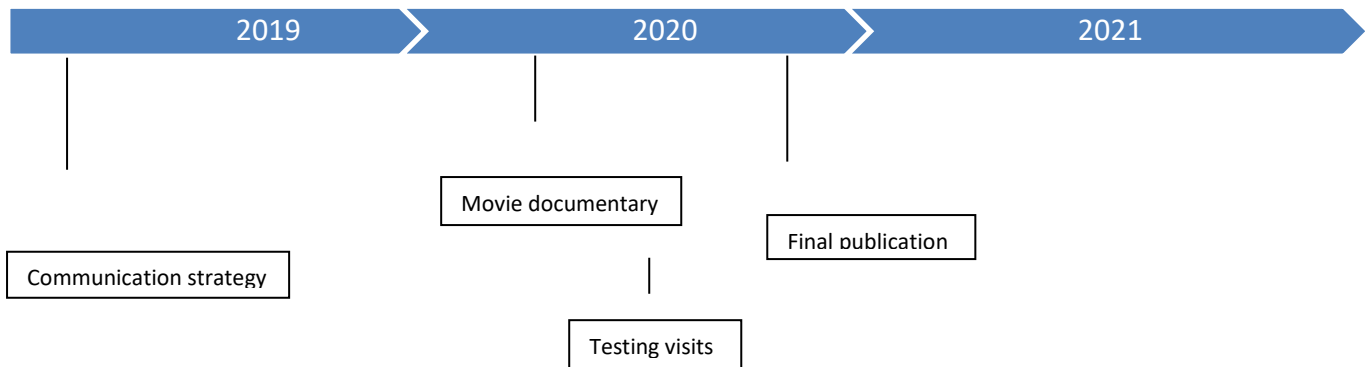 2019
2020
2021
Movie documentary
Final publication
Communication strategy
Testing visits